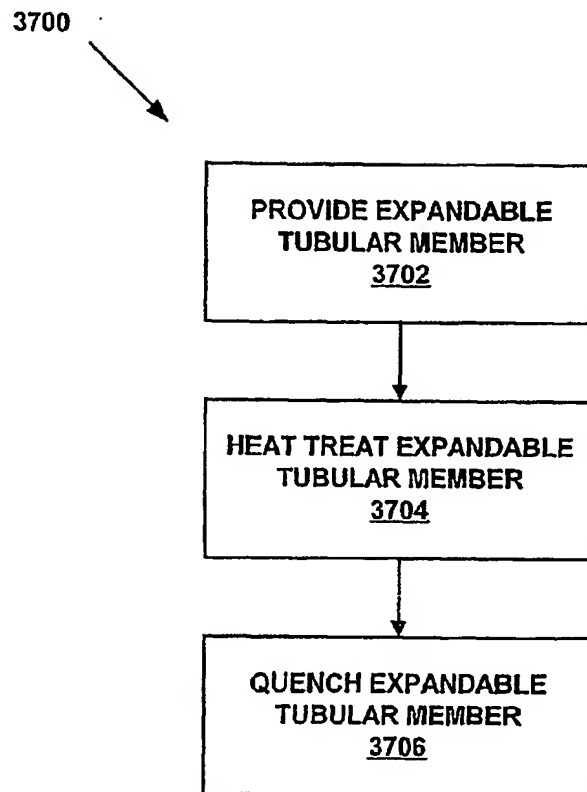 3700
PROVIDE EXPANDABLE
TUBULAR MEMBER
3702
HEAT TREAT EXPANDABLE
TUBULAR MEMBER
3704
QUENCH EXPANDABLE
TUBULAR MEMBER
3706